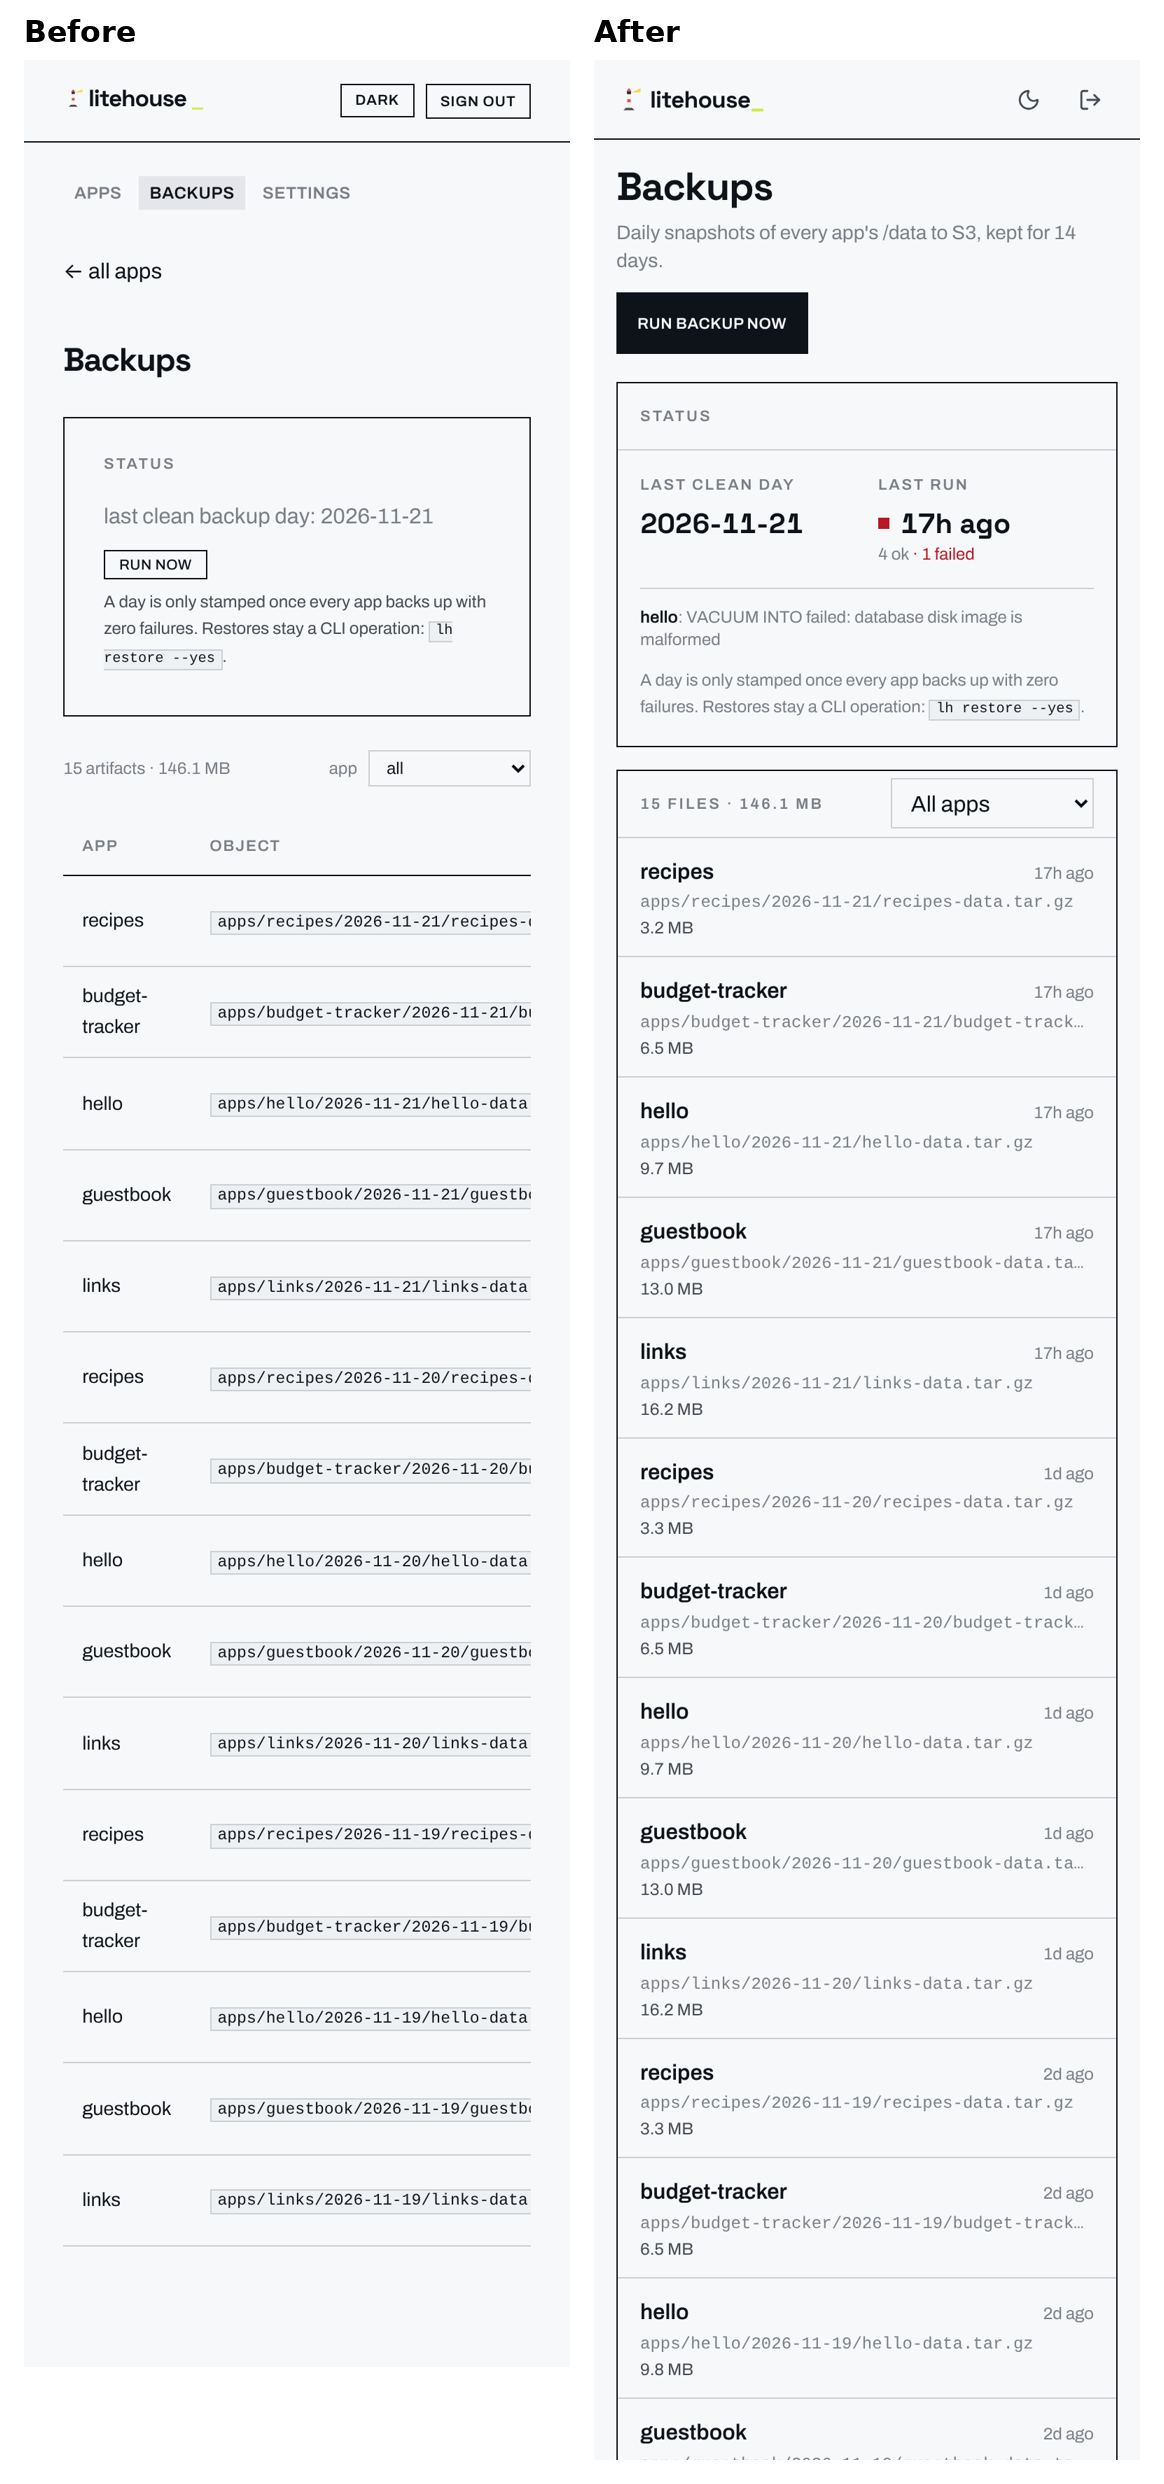 Before
litehouse_
DARK
SIGN OUT
APPS
BACKUPS
SETTINGS
← all apps
Backups
STATUS
last clean backup day: 2026-11-21
RUN NOW
A day is only stamped once every app backs up with
zero failures. Restores stay a CLI operation: lh
restore --yes.
15 artifacts · 146.1 MB
app
all
APP
OBJECT
recipes
apps/recipes/2026-11-21/recipes-
budget-
tracker
apps/budget-tracker/2026-11-21/bu
hello
apps/hello/2026-11-21/hello-data
guestbook
apps/guestbook/2026-11-21/guestb
links
apps/links/2026-11-21/links-data
recipes
apps/recipes/2026-11-20/recipes-
budget-
tracker
apps/budget-tracker/2026-11-20/bu
hello
apps/hello/2026-11-20/hello-data
guestbook
apps/guestbook/2026-11-20/guestb
links
apps/links/2026-11-20/links-data
recipes
apps/recipes/2026-11-19/recipes-
budget-
tracker
apps/budget-tracker/2026-11-19/bu
hello
apps/hello/2026-11-19/hello-data
guestbook
apps/guestbook/2026-11-19/guestb
links
apps/links/2026-11-19/links-data
After
litehouse_
Backups
Daily snapshots of every app's /data to S3, kept for 14
days.
RUN BACKUP NOW
STATUS
LAST CLEAN DAY
2026-11-21
LAST RUN
17h ago
4 ok · 1 failed
hello: VACUUM INTO failed: database disk image is
malformed
A day is only stamped once every app backs up with zero
failures. Restores stay a CLI operation: lh restore --yes.
15 FILES · 146.1 MB
All apps
recipes
17h ago
apps/recipes/2026-11-21/recipes-data.tar.gz
3.2 MB
budget-tracker
17h ago
apps/budget-tracker/2026-11-21/budget-track…
6.5 MB
hello
17h ago
apps/hello/2026-11-21/hello-data.tar.gz
9.7 MB
guestbook
17h ago
apps/guestbook/2026-11-21/guestbook-data.ta…
13.0 MB
links
17h ago
apps/links/2026-11-21/links-data.tar.gz
16.2 MB
recipes
1d ago
apps/recipes/2026-11-20/recipes-data.tar.gz
3.3 MB
budget-tracker
1d ago
apps/budget-tracker/2026-11-20/budget-track…
6.5 MB
hello
1d ago
apps/hello/2026-11-20/hello-data.tar.gz
9.7 MB
guestbook
1d ago
apps/guestbook/2026-11-20/guestbook-data.ta…
13.0 MB
links
1d ago
apps/links/2026-11-20/links-data.tar.gz
16.2 MB
recipes
2d ago
apps/recipes/2026-11-19/recipes-data.tar.gz
3.3 MB
budget-tracker
2d ago
apps/budget-tracker/2026-11-19/budget-track…
6.5 MB
hello
2d ago
apps/hello/2026-11-19/hello-data.tar.gz
9.8 MB
guestbook
2d ago